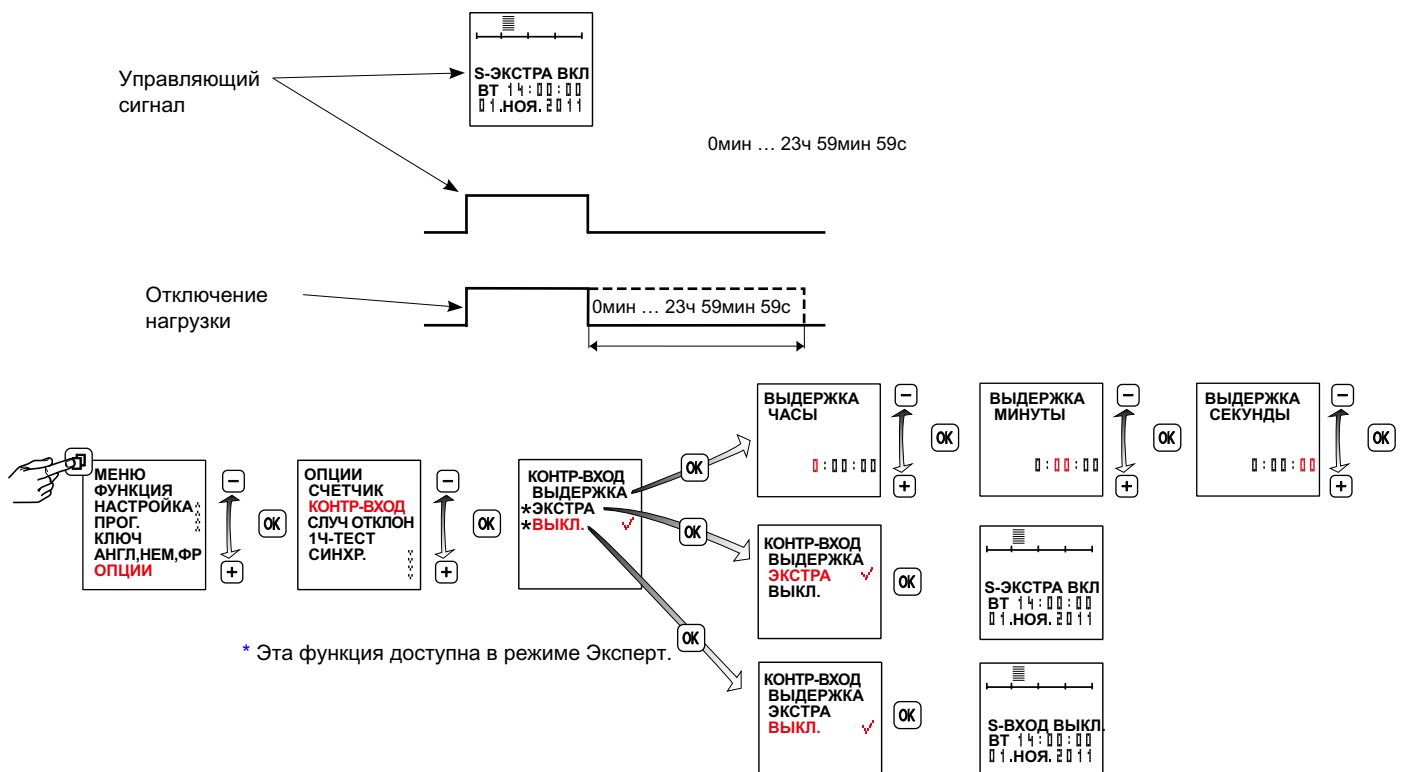 S-ЭКСТРА ВКЛ
ВТ 14:00:00
01.НОЯ.2011
Управляющий
сигнал
0мин … 23ч 59мин 59с
Отключение
нагрузки
0мин … 23ч 59мин 59с
МЕНЮ
ФУНКЦИЯ
НАСТРОЙКА
ПРОГ.
КЛЮЧ
АНГЛ,НЕМ,ФР
ОПЦИИ
−
+
OK
ОПЦИИ
СЧЕТЧИК
КОНТР-ВХОД
СЛУЧ ОТКЛОН
1Ч-ТЕСТ
СИНХР.
−
+
OK
КОНТР-ВХОД
ВЫДЕРЖКА
*ЭКСТРА
*ВЫКЛ. ✓
OK
ВЫДЕРЖКА
ЧАСЫ
0:00:00
−
+
OK
ВЫДЕРЖКА
МИНУТЫ
0:00:00
−
+
OK
ВЫДЕРЖКА
СЕКУНДЫ
0:00:00
−
+
OK
OK
КОНТР-ВХОД
ВЫДЕРЖКА
ЭКСТРА ✓
ВЫКЛ.
OK
S-ЭКСТРА ВКЛ
ВТ 14:00:00
01.НОЯ.2011
OK
КОНТР-ВХОД
ВЫДЕРЖКА
ЭКСТРА
ВЫКЛ. ✓
OK
S-ВХОД ВЫКЛ.
ВТ 14:00:00
01.НОЯ.2011
* Эта функция доступна в режиме Эксперт.